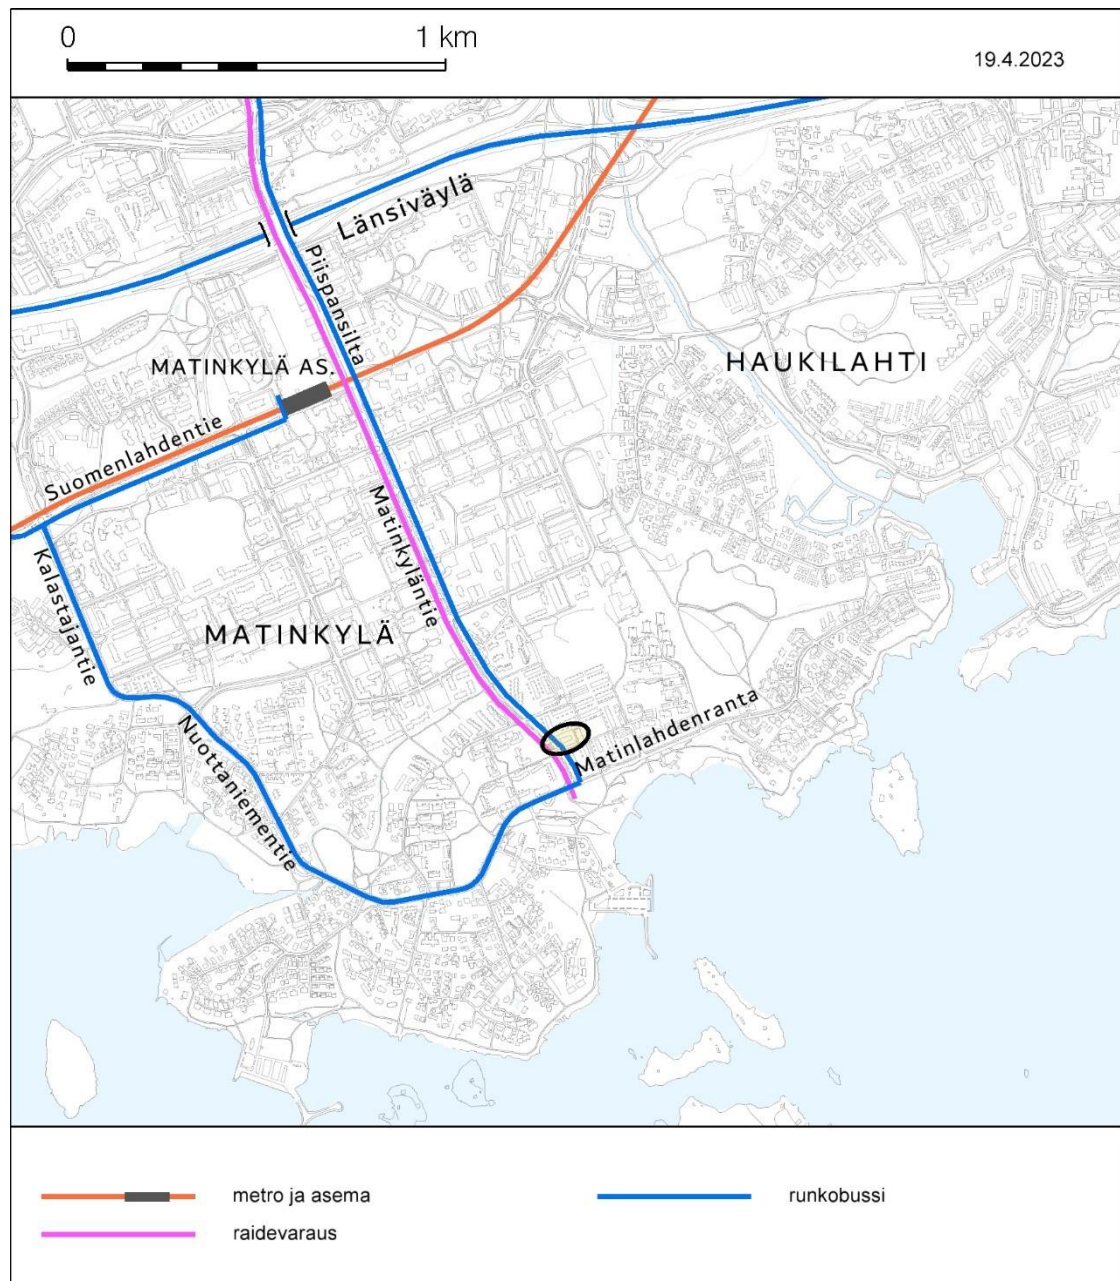 0 1 km
19.4.2023
Länsiväylä
Piispansilta
MATINKYLÄ AS.
HAUKILAHTI
Suomenlahdentie
Matinkyläntie
Kalastajantie
MATINKYLÄ
Matinlahdenranta
Nuottaniementie
metro ja asema
runkobussi
raidevaraus